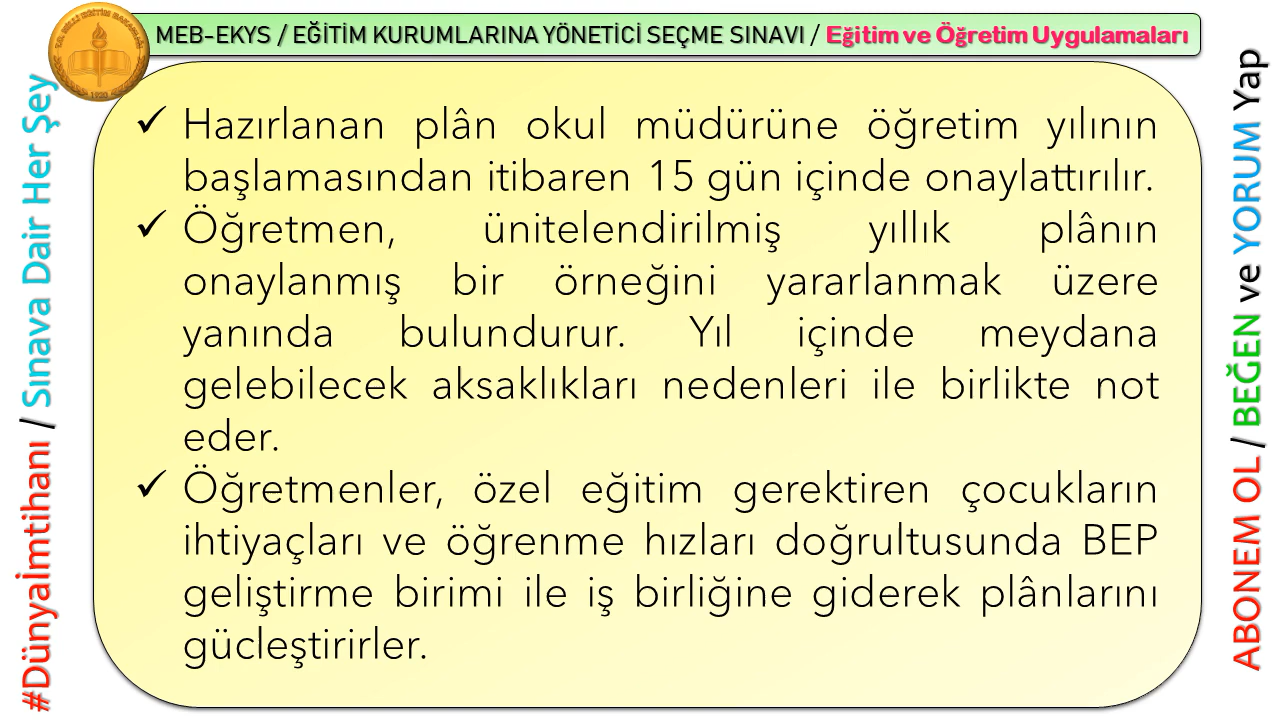 MEB-EKYS / EĞİTİM KURUMLARINA YÖNETİCİ SEÇME SINAVI / Eğitim ve Öğretim Uygulamaları
#Dünyaİmtihanı / Sınava Dair Her Şey
✓ Hazırlanan plân okul müdürüne öğretim yılının
başlamasından itibaren 15 gün içinde onaylattırılır.
✓ Öğretmen, ünitelendirilmiş yıllık plânın
onaylanmış bir örneğini yararlanmak üzere
yanında bulundurur. Yıl içinde meydana
gelebilecek aksaklıkları nedenleri ile birlikte not
eder.
✓ Öğretmenler, özel eğitim gerektiren çocukların
ihtiyaçları ve öğrenme hızları doğrultusunda BEP
geliştirme birimi ile iş birliğine giderek plânlarını
gücleştirirler.
ABONEM OL / BEĞEN ve YORUM Yap